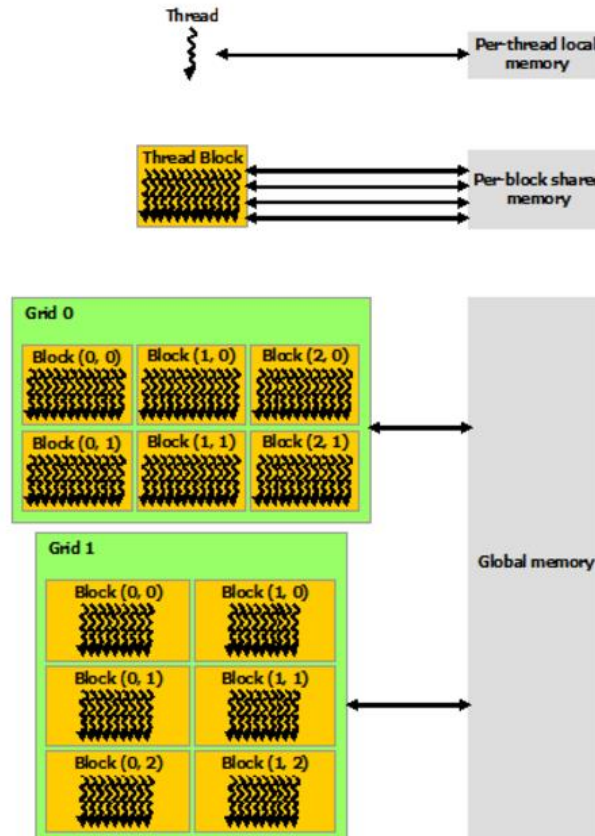 Thread
Per-thread local
memory
Thread Block
Per-block shared
memory
Grid 0
Block (0, 0) Block (1, 0) Block (2, 0)
Block (0, 1) Block (1, 1) Block (2, 1)
Global memory
Grid 1
Block (0, 0) Block (1, 0)
Block (0, 1) Block (1, 1)
Block (0, 2) Block (1, 2)